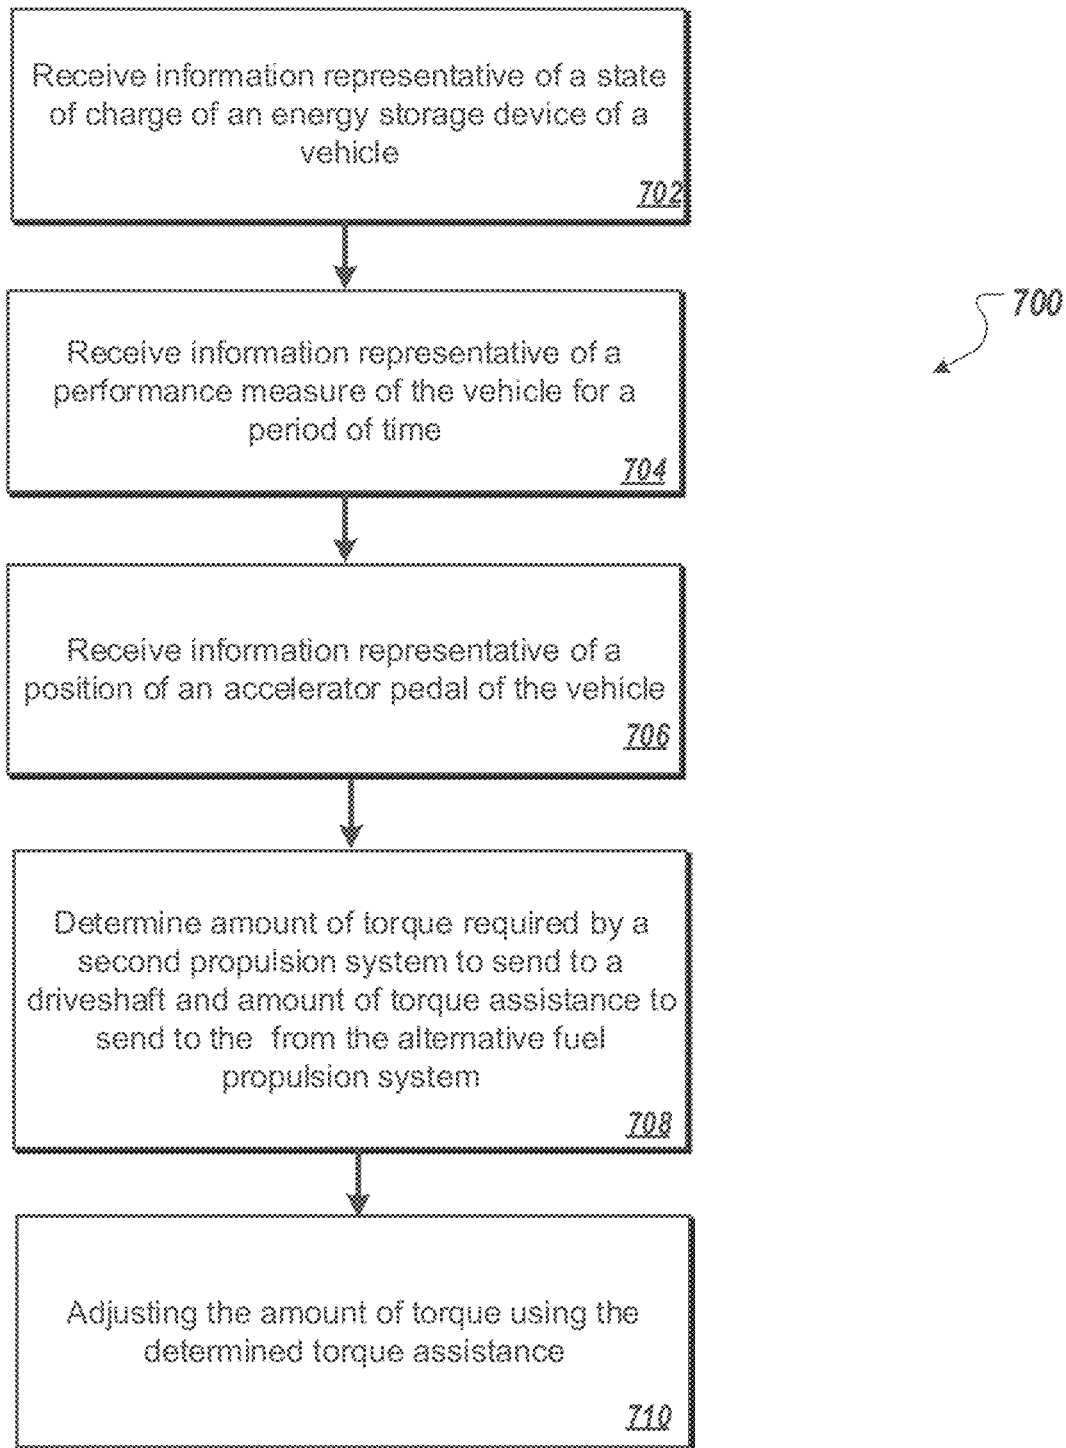 Receive information representative of a state
of charge of an energy storage device of a
vehicle
702
700
Receive information representative of a
performance measure of the vehicle for a
period of time
704
Receive information representative of a
position of an accelerator pedal of the vehicle
706
Determine amount of torque required by a
second propulsion system to send to a
driveshaft and amount of torque assistance to
send to the from the alternative fuel
propulsion system
708
Adjusting the amount of torque using the
determined torque assistance
710